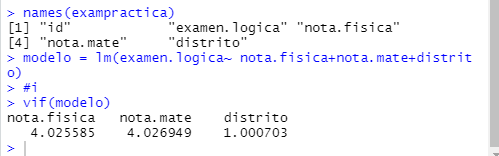 > names(exampractica)
[1] "id"            "examen.logica" "nota.fisica"
[4] "nota.mate"     "distrito"
> modelo = lm(examen.logica~ nota.fisica+nota.mate+distrit
o)
> #i
> vif(modelo)
nota.fisica   nota.mate    distrito
   4.025585    4.026949    1.000703
>